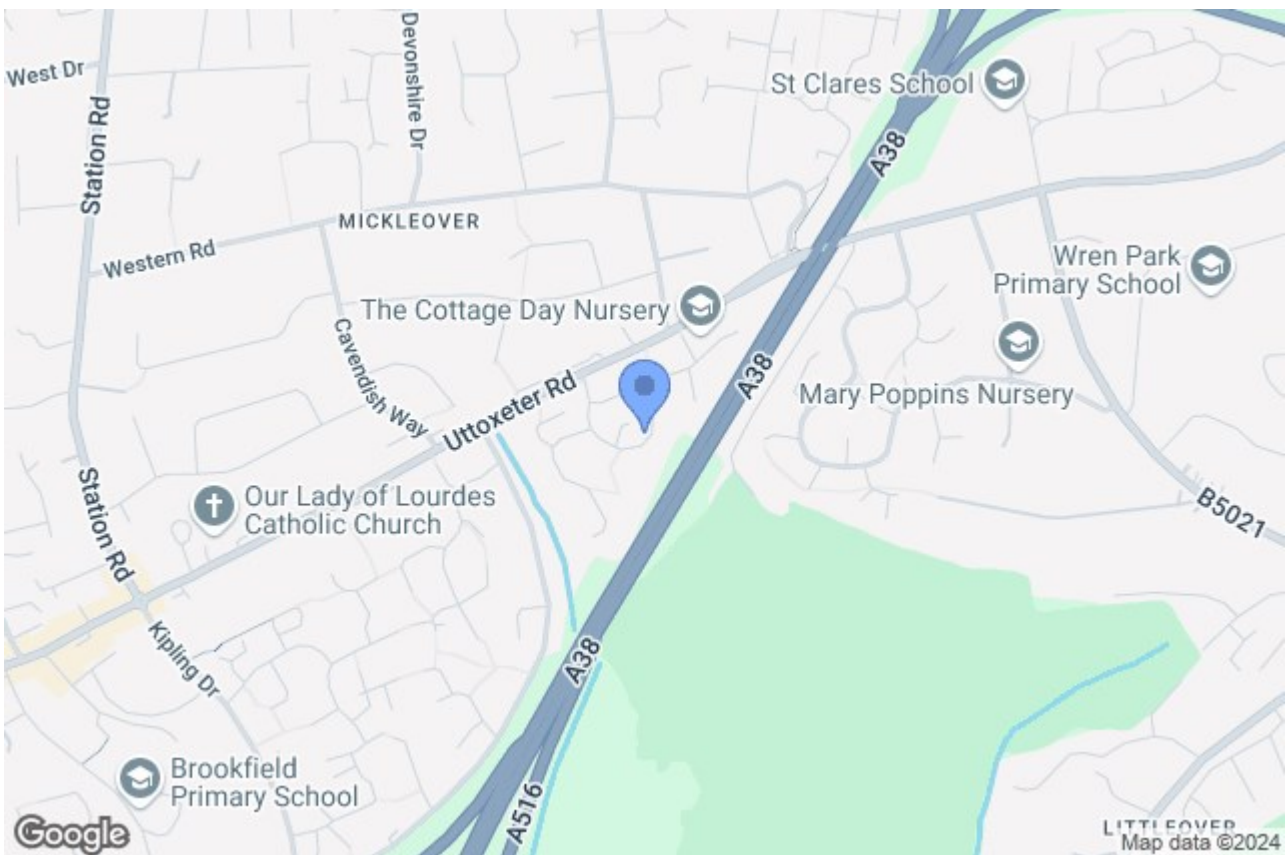 West Dr
Station Rd
Devonshire Dr
St Clares School
A38
MICKLEOVER
Western Rd
Wren Park
Primary School
The Cottage Day Nursery
Cavendish Way
Uttoxeter Rd
A38
Mary Poppins Nursery
Station Rd
Our Lady of Lourdes
Catholic Church
B5021
Kipling Dr
A38
Brookfield
Primary School
A516
LITTLEOVER
Google
Map data ©2024